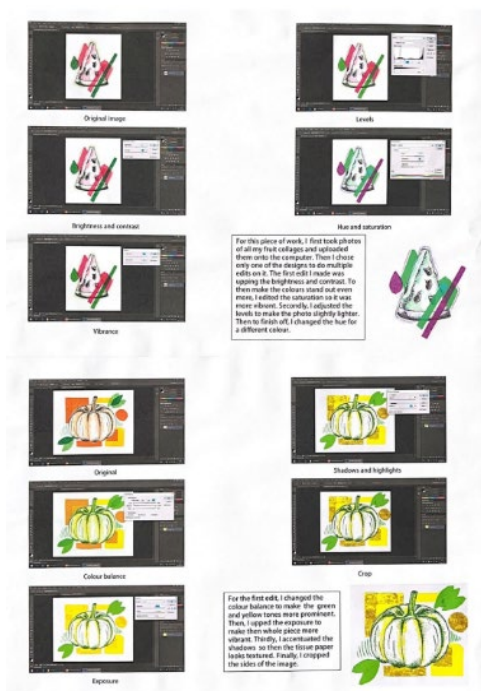 Original Image
Levels
Brightness and contrast
Hue and saturation
Vibrance
For this piece of work, I first took photos
of all my fruit collages and uploaded
them onto the computer. Then I chose
only one of the designs to do multiple
edits on it. The first edit I made was
upping the brightness and contrast. To
then make the colours stand out even
more, I edited the saturation so it was
more vibrant. Secondly, I adjusted the
levels to make the photo slightly lighter.
Then to finish off, I changed the hue for
a different colour.
Original
Shadows and highlights
Colour balance
Crop
Exposure
For the first edit, I changed the
colour balance to make the green
and yellow tones more prominent.
Then, I upped the exposure to
make then whole piece more
vibrant. Thirdly, I accentuated the
shadows so then the tissue paper
looks textured. Finally, I cropped
the sides of the image.